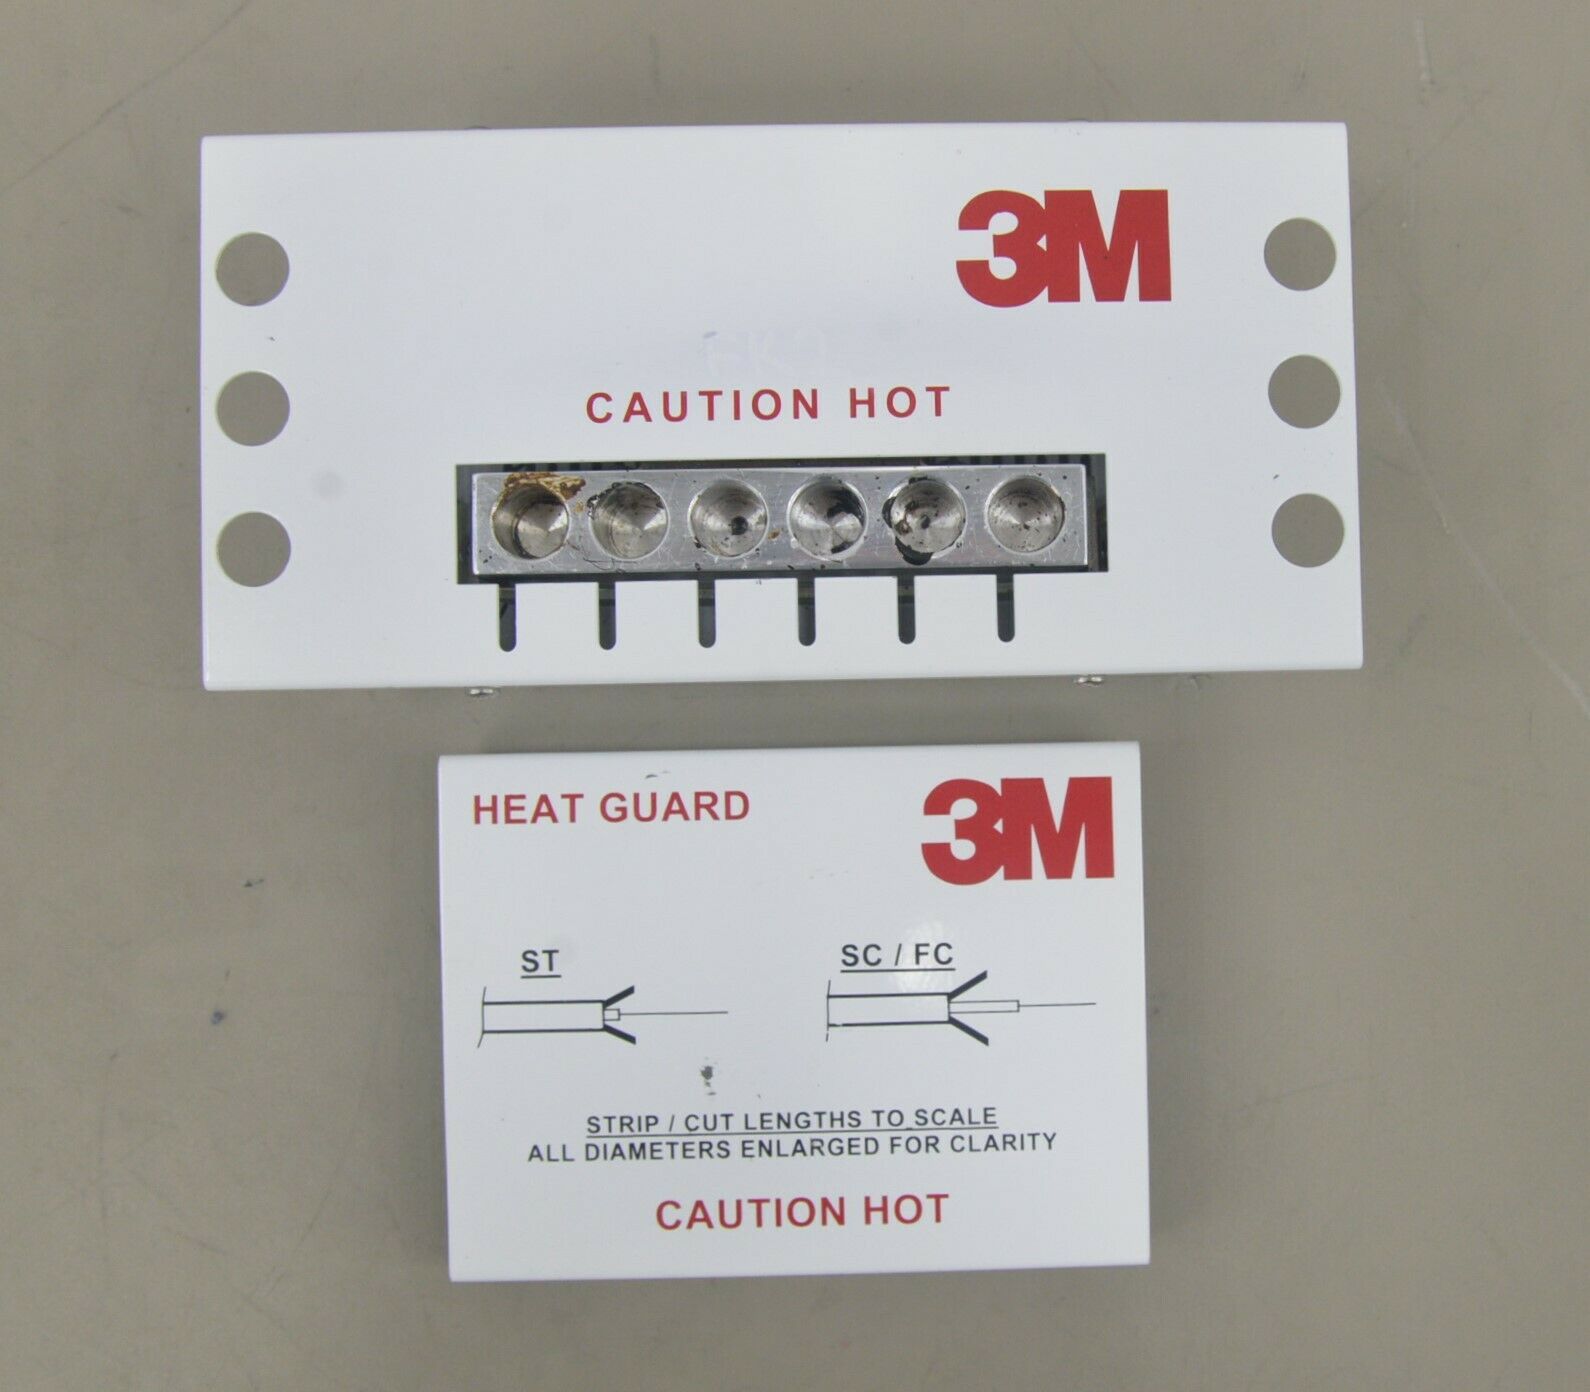 3M
CAUTION HOT
HEAT GUARD
3M
ST
SC / FC
STRIP / CUT LENGTHS TO SCALE
ALL DIAMETERS ENLARGED FOR CLARITY
CAUTION HOT